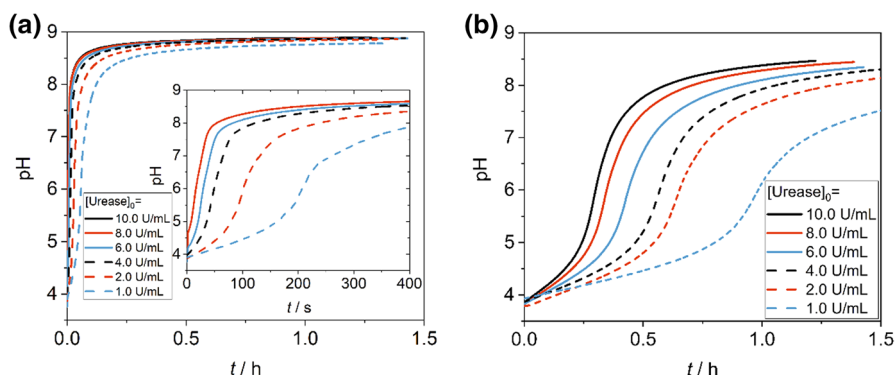 (a)
9
8
7
6
5
4
3
pH
0.0
0.5
1.0
1.5
t / h
[Urease]₀=
10.0 U/mL
8.0 U/mL
6.0 U/mL
4.0 U/mL
2.0 U/mL
1.0 U/mL
9
8
7
6
5
4
pH
0
100
200
300
400
t / s
(b)
9
8
7
6
5
4
pH
0.0
0.5
1.0
1.5
t / h
[Urease]₀=
10.0 U/mL
8.0 U/mL
6.0 U/mL
4.0 U/mL
2.0 U/mL
1.0 U/mL